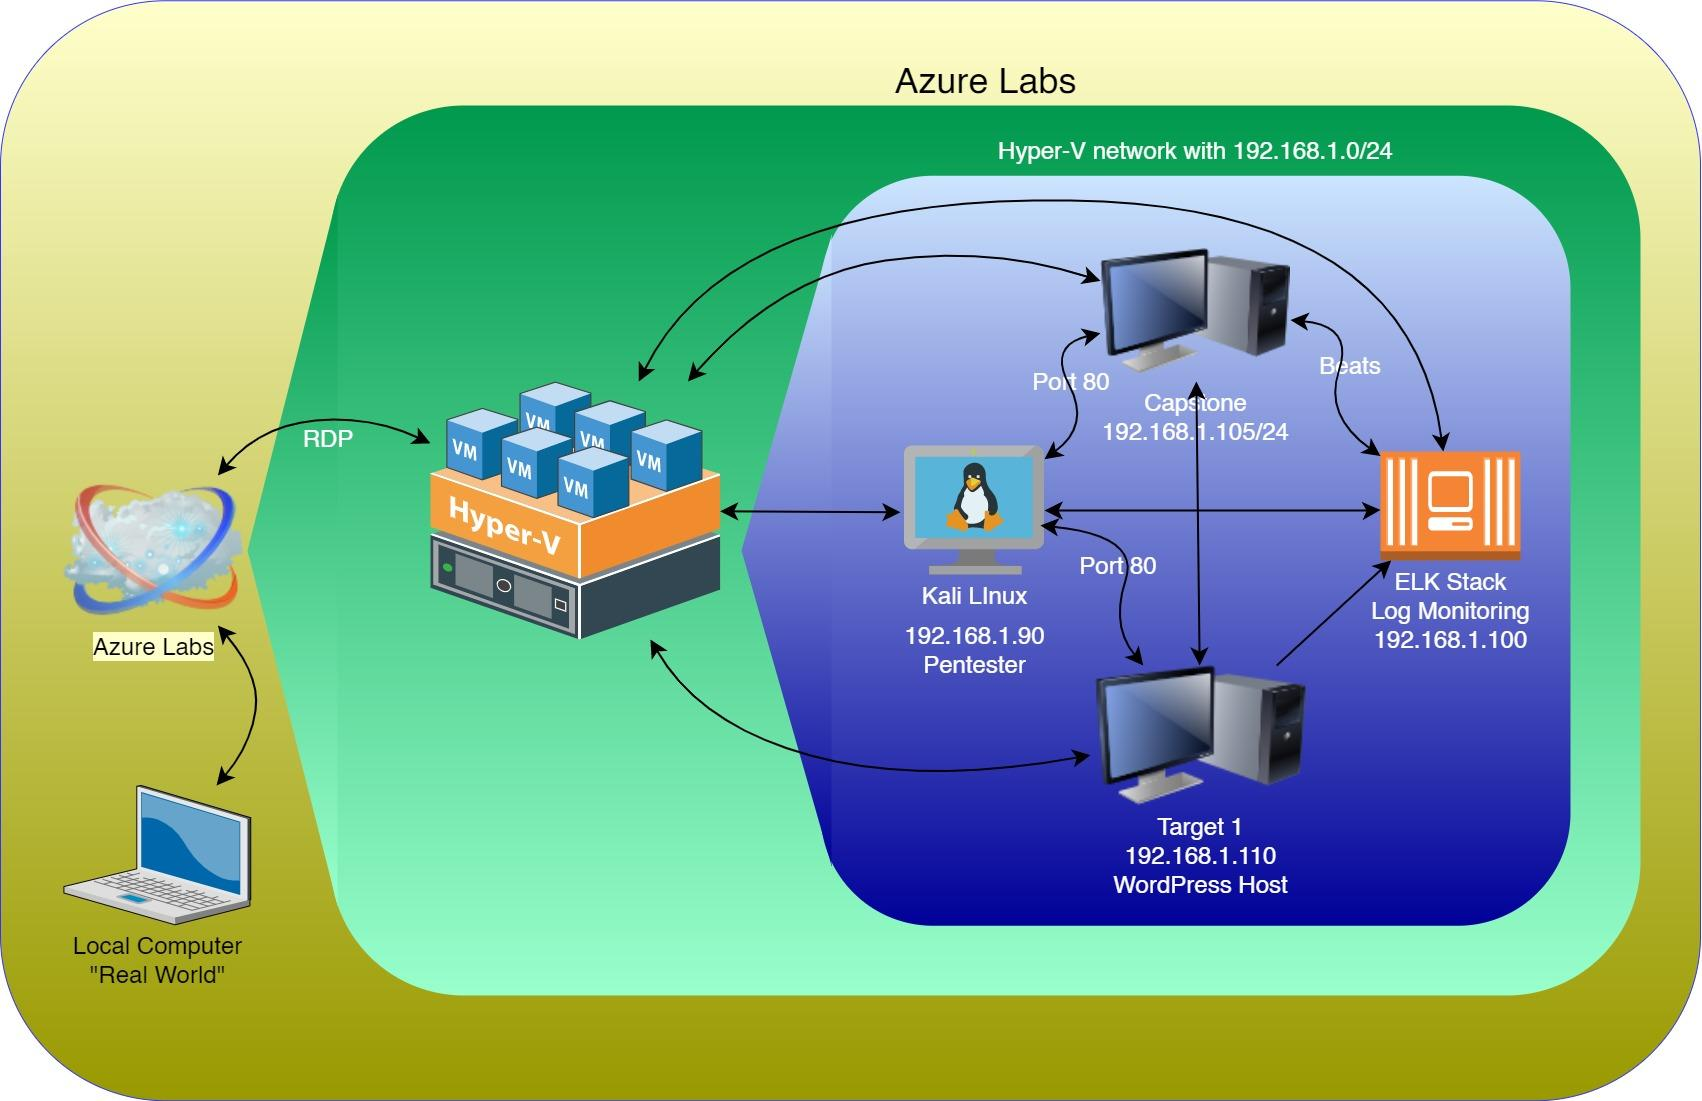 Azure Labs
Hyper-V network with 192.168.1.0/24
Port 80
Beats
Capstone
192.168.1.105/24
RDP
VM
VM
VM
VM
VM
VM
Hyper-V
Port 80
Kali LInux
192.168.1.90
Pentester
ELK Stack
Log Monitoring
192.168.1.100
Azure Labs
Target 1
192.168.1.110
WordPress Host
Local Computer
"Real World"